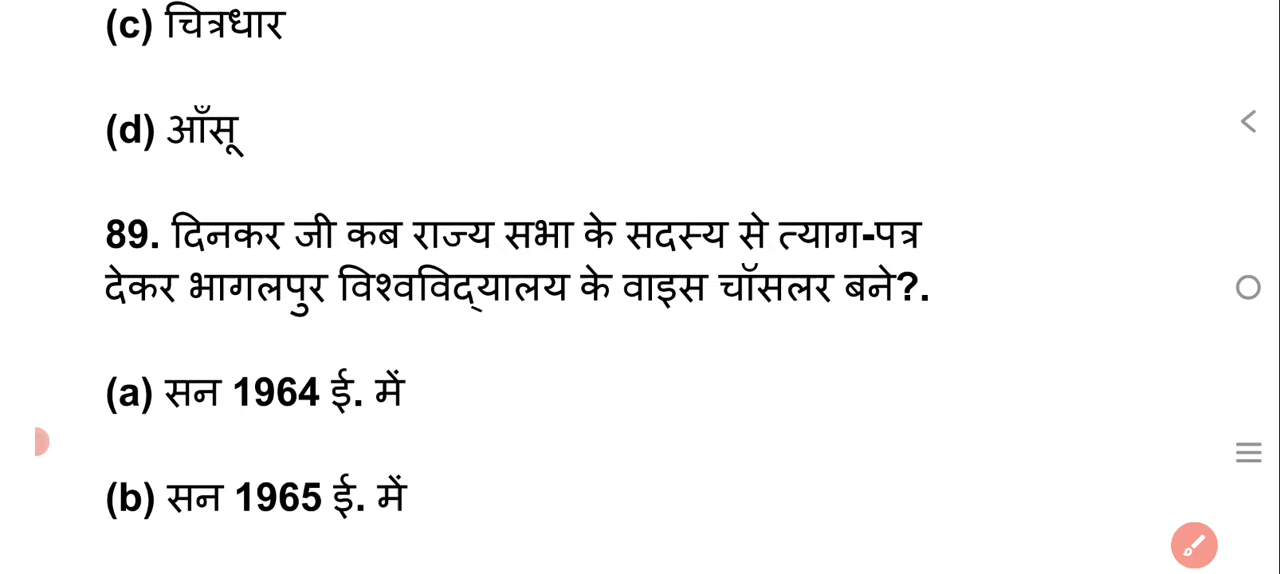 (c) चित्रधार
(d) आँसू
89. दिनकर जी कब राज्य सभा के सदस्य से त्याग-पत्र
देकर भागलपुर विश्वविद्यालय के वाइस चॉसलर बने?.
(a) सन 1964 ई. में
(b) सन 1965 ई. में